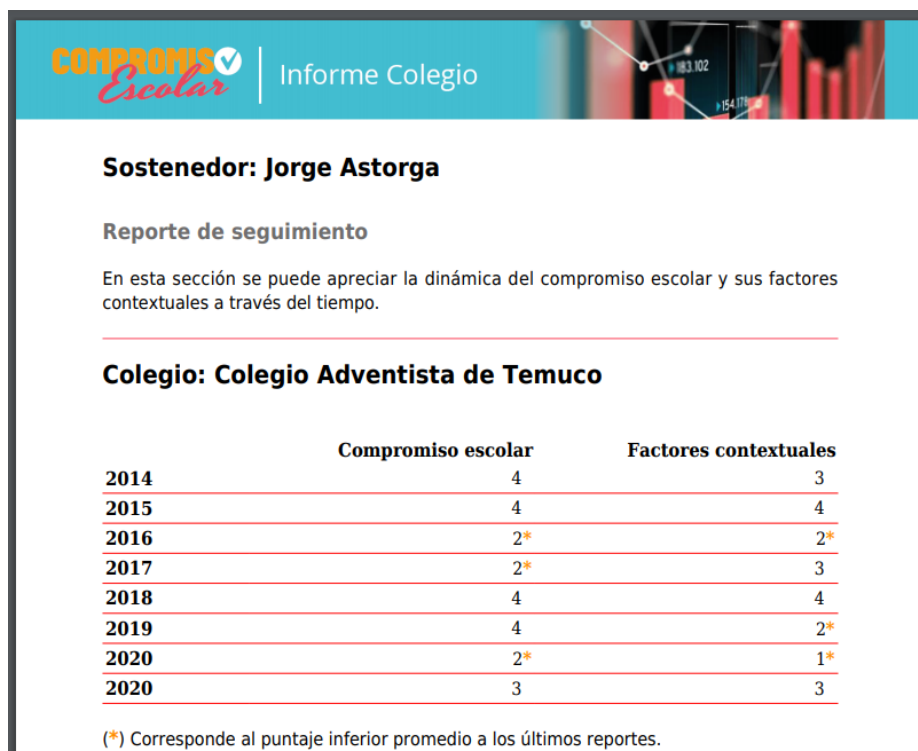 COMPROMISO
Escolar
Informe Colegio
183.102
154.178
Sostenedor: Jorge Astorga
Reporte de seguimiento
En esta sección se puede apreciar la dinámica del compromiso escolar y sus factores
contextuales a través del tiempo.
Colegio: Colegio Adventista de Temuco
Compromiso escolar Factores contextuales
2014 4 3
2015 4 4
2016 2* 2*
2017 2* 3
2018 4 4
2019 4 2*
2020 2* 1*
2020 3 3
(*) Corresponde al puntaje inferior promedio a los últimos reportes.